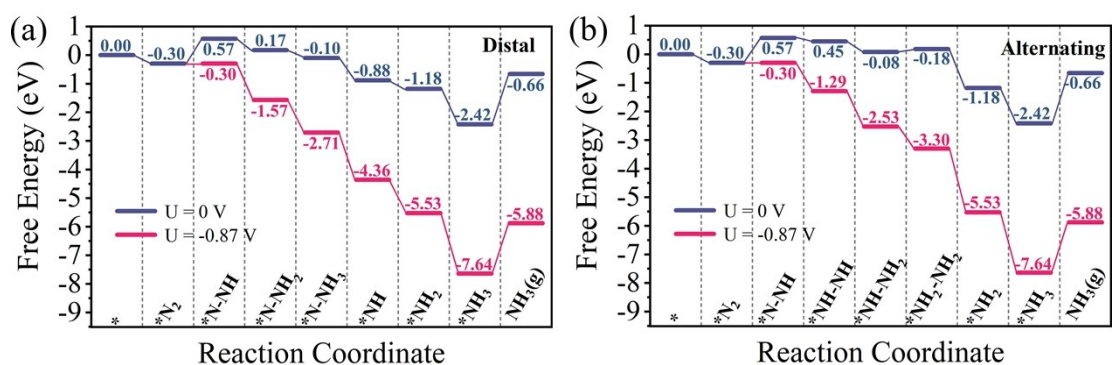 (a)
Distal
Free Energy (eV)
1
0
-1
-2
-3
-4
-5
-6
-7
-8
-9
0.00
-0.30
0.57
0.17
-0.10
-0.88
-1.18
-2.42
-0.66
-0.30
-1.57
-2.71
-4.36
-5.53
-7.64
-5.88
U = 0 V
U = -0.87 V
*
*N₂
*N-NH
*N-NH₂
*N-NH₃
*NH
*NH₂
*NH₃
NH₃(g)
Reaction Coordinate
(b)
Alternating
Free Energy (eV)
1
0
-1
-2
-3
-4
-5
-6
-7
-8
-9
0.00
-0.30
0.57
0.45
-0.08
-0.18
-1.18
-2.42
-0.66
-0.30
-1.29
-2.53
-3.30
-5.53
-7.64
-5.88
U = 0 V
U = -0.87 V
*
*N₂
*N-NH
*NH-NH
*NH-NH₂
*NH₂-NH₂
*NH₂
*NH₃
NH₃(g)
Reaction Coordinate